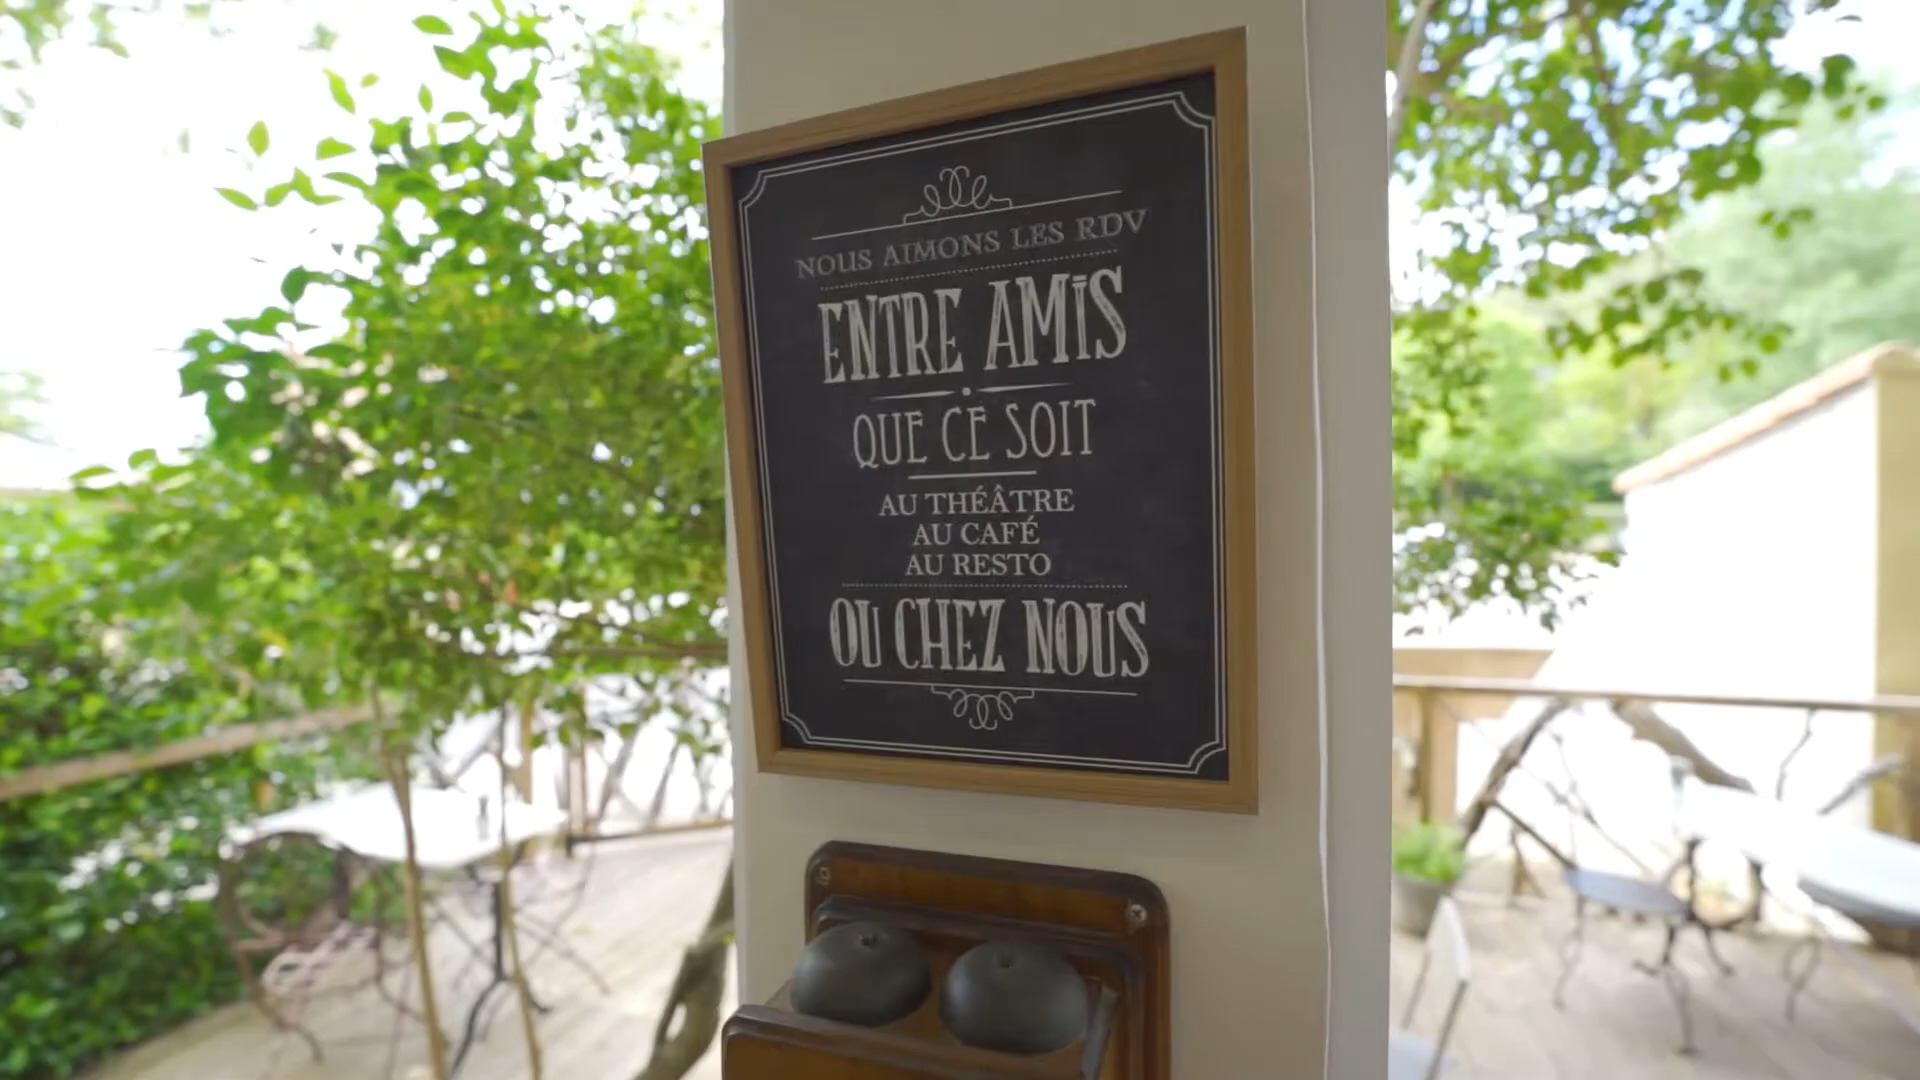 NOUS AIMONS LES RDV
ENTRE AMIS
QUE CE SOIT
AU THÉÂTRE
AU CAFÉ
AU RESTO
OU CHEZ NOUS